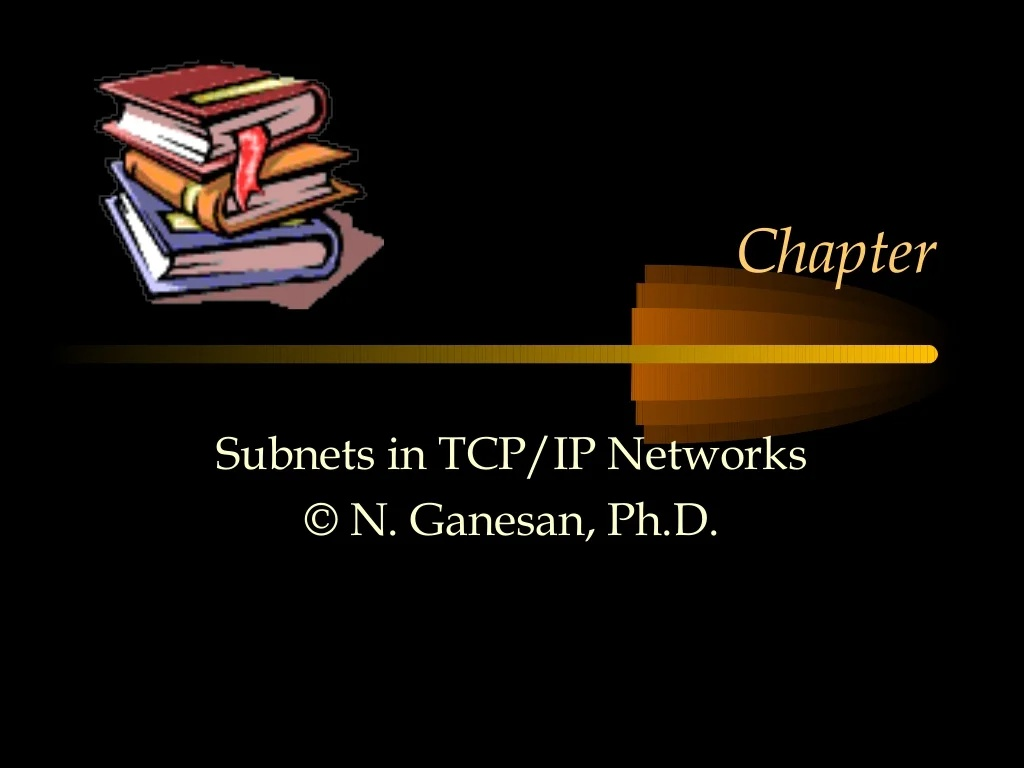 Chapter
Subnets in TCP/IP Networks
© N. Ganesan, Ph.D.